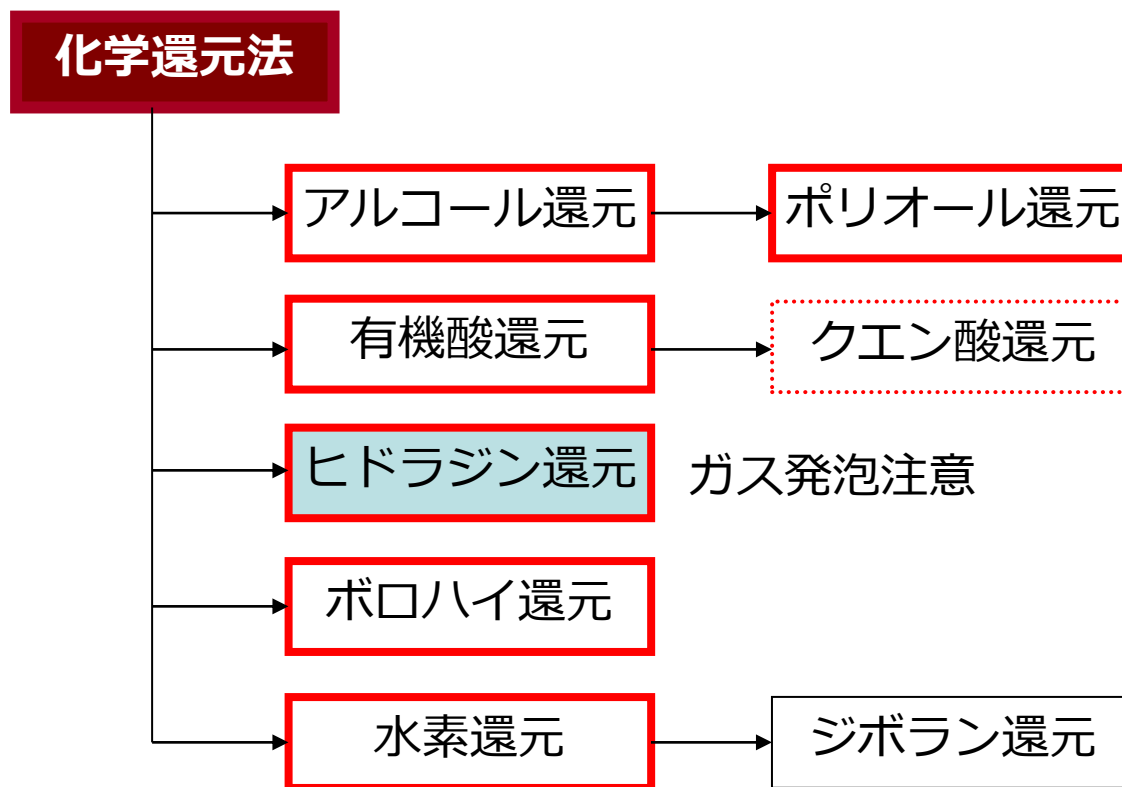 化学還元法
アルコール還元
ポリオール還元
有機酸還元
クエン酸還元
ヒドラジン還元
ガス発泡注意
ボロハイ還元
水素還元
ジボラン還元